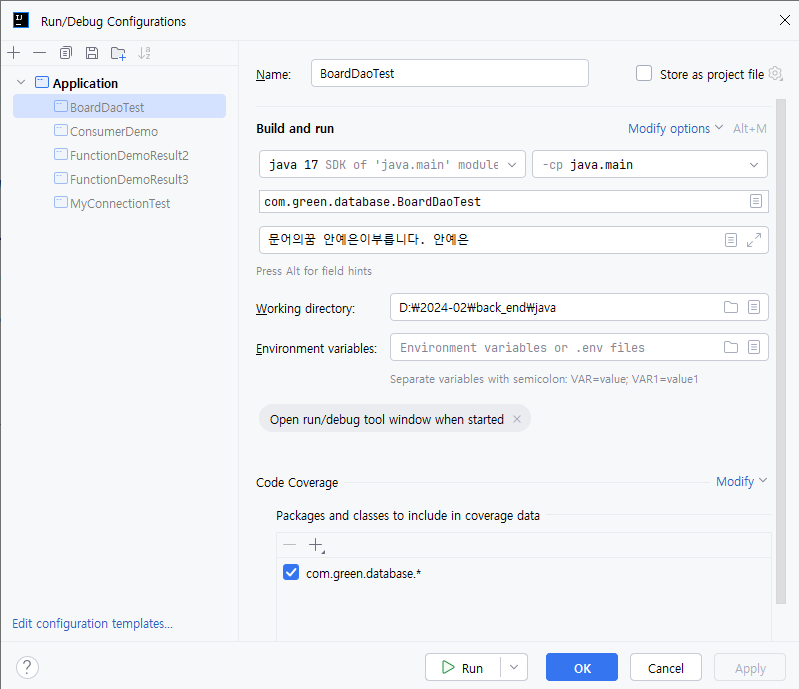 Run/Debug Configurations
Application
BoardDaoTest
ConsumerDemo
FunctionDemoResult2
FunctionDemoResult3
MyConnectionTest
Edit configuration templates...
Name: BoardDaoTest Store as project file
Build and run Modify options Alt+M
java 17 SDK of 'java.main' module -cp java.main
com.green.database.BoardDaoTest
문어의꿈 안예은이부릅니다. 안예은
Press Alt for field hints
Working directory: D:₩2024-02₩back_end₩java
Environment variables: Environment variables or .env files
Separate variables with semicolon: VAR=value; VAR1=value1
Open run/debug tool window when started
Code Coverage Modify
Packages and classes to include in coverage data
com.green.database.*
? Run OK Cancel Apply